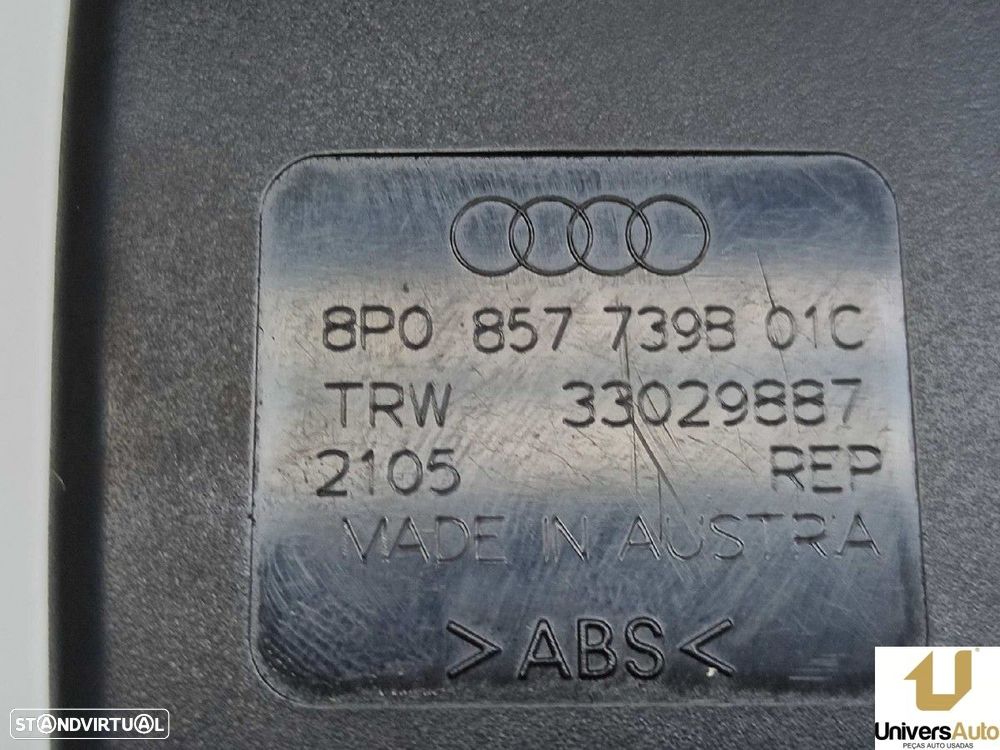 8P0 857 739B 01C
TRW 33029887
2105 REP
MADE IN AUSTRIA
>ABS<
STANDVIRTUAL
UniversAuto
PEÇAS AUTO USADAS